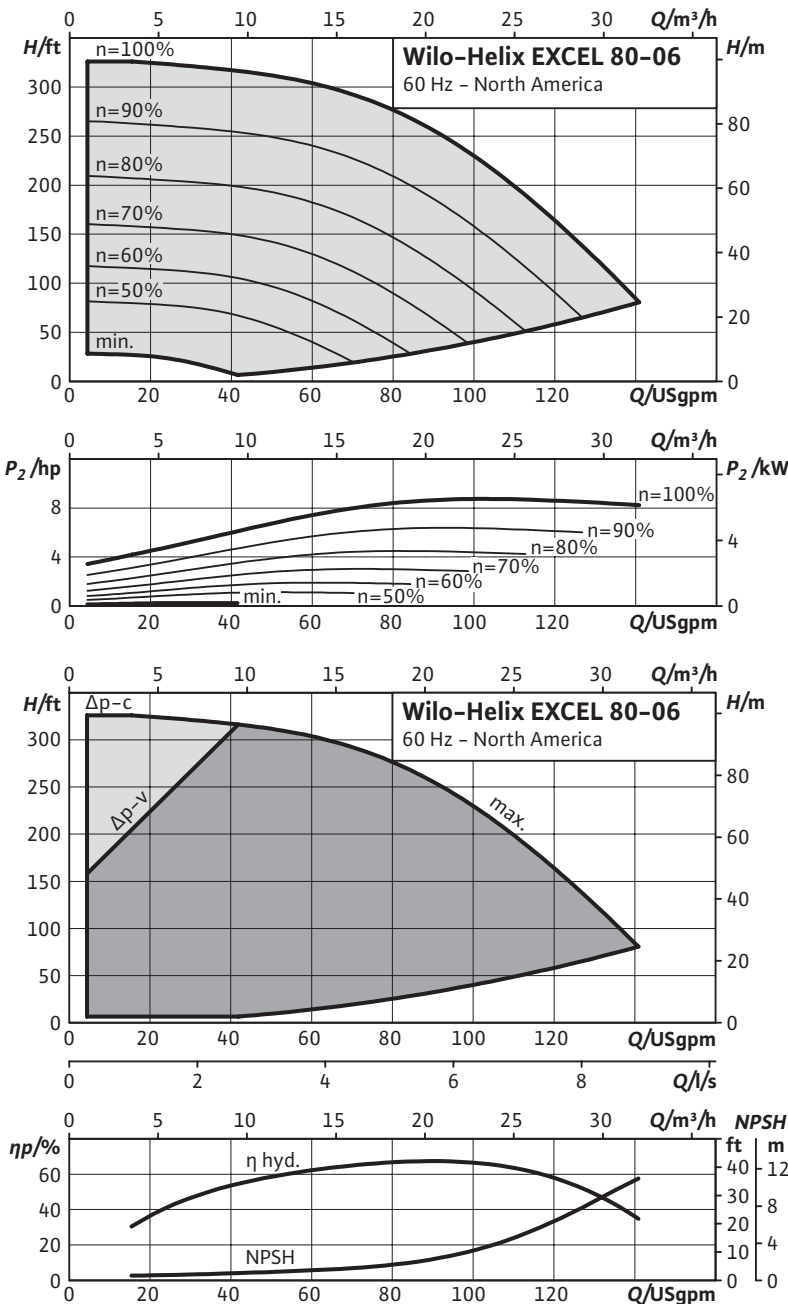 0 5 10 15 20 25 30 Q/m³/h
H/ft n=100% Wilo-Helix EXCEL 80-06 H/m
60 Hz - North America
300
n=90%
250 80
n=80%
200 60
n=70%
150
n=60% 40
100
n=50%
50 20
min.
0 0
0 20 40 60 80 100 120 Q/USgpm
0 5 10 15 20 25 30 Q/m³/h
P₂/hp P₂/kW
8 n=100%
n=90%
4 n=80% 4
n=70%
n=60%
min. n=50%
0 0
0 20 40 60 80 100 120 Q/USgpm
0 5 10 15 20 25 30 Q/m³/h
H/ft Δp-c Wilo-Helix EXCEL 80-06 H/m
60 Hz - North America
300
250 80
Δp-v max.
200 60
150
40
100
50 20
0 0
0 20 40 60 80 100 120 Q/USgpm
0 2 4 6 8 Q/l/s
0 5 10 15 20 25 30 Q/m³/h NPSH
ηp/% ft m
η hyd.
60 40 12
40 30 8
20
20 NPSH 10 4
0 0 0
0 20 40 60 80 100 120 Q/USgpm